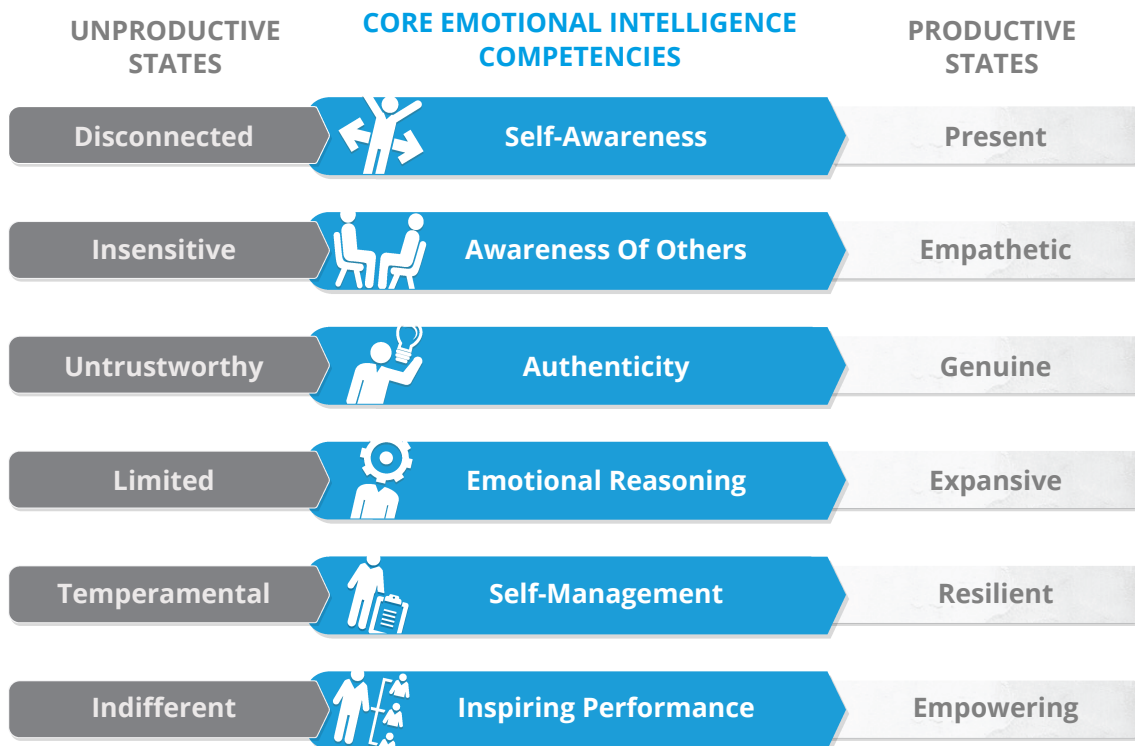 UNPRODUCTIVE
STATES
CORE EMOTIONAL INTELLIGENCE
COMPETENCIES
PRODUCTIVE
STATES
Disconnected
Self-Awareness
Present
Insensitive
Awareness Of Others
Empathetic
Untrustworthy
Authenticity
Genuine
Limited
Emotional Reasoning
Expansive
Temperamental
Self-Management
Resilient
Indifferent
Inspiring Performance
Empowering